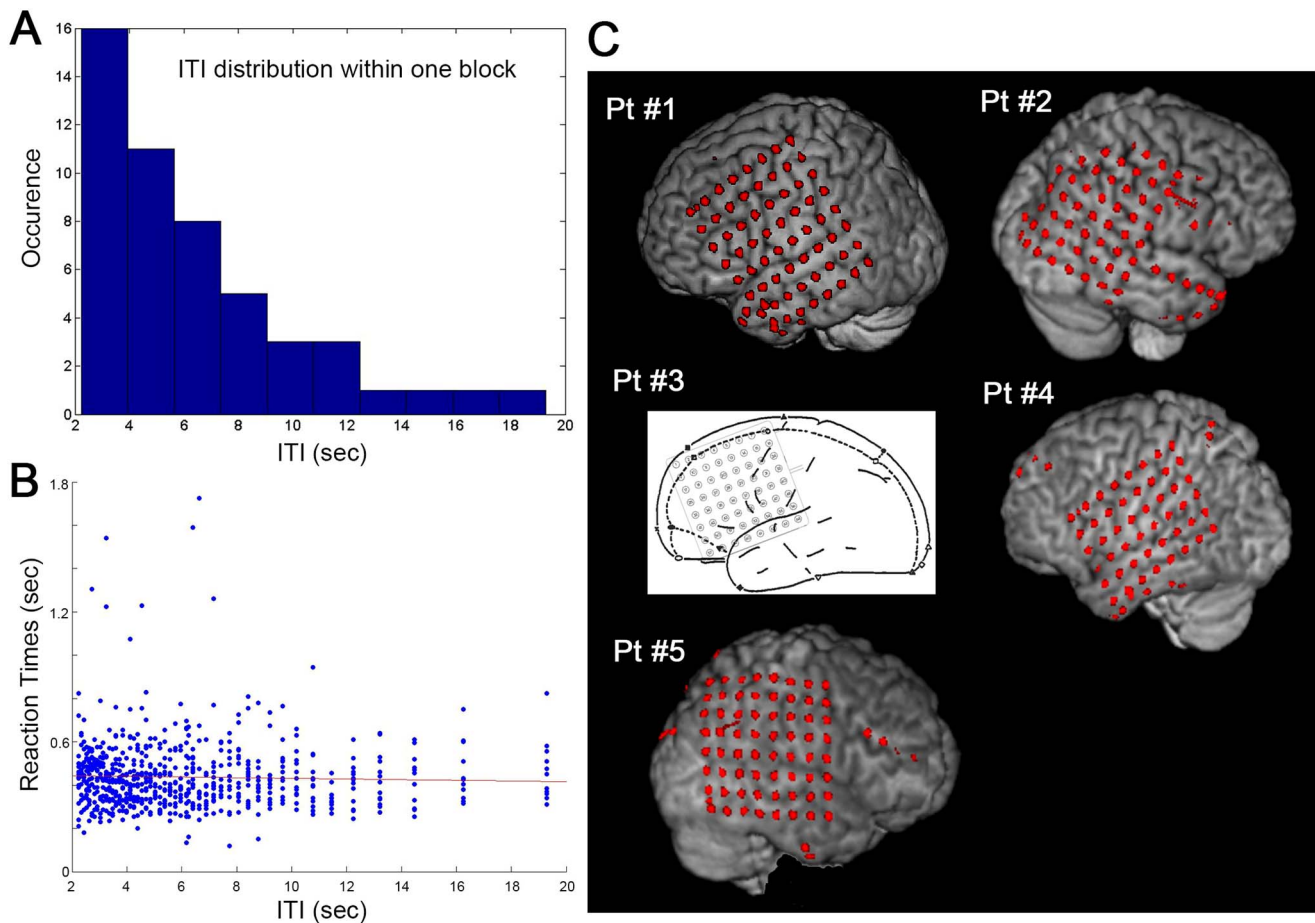 A
16
14
12
10
8
6
4
2
0
Occurence
ITI distribution within one block
2 4 6 8 10 12 14 16 18 20
ITI (sec)
B
1.8
1.2
0.6
0
Reaction Times (sec)
2 4 6 8 10 12 14 16 18 20
ITI (sec)
C
Pt #1
Pt #2
Pt #3
Pt #4
Pt #5